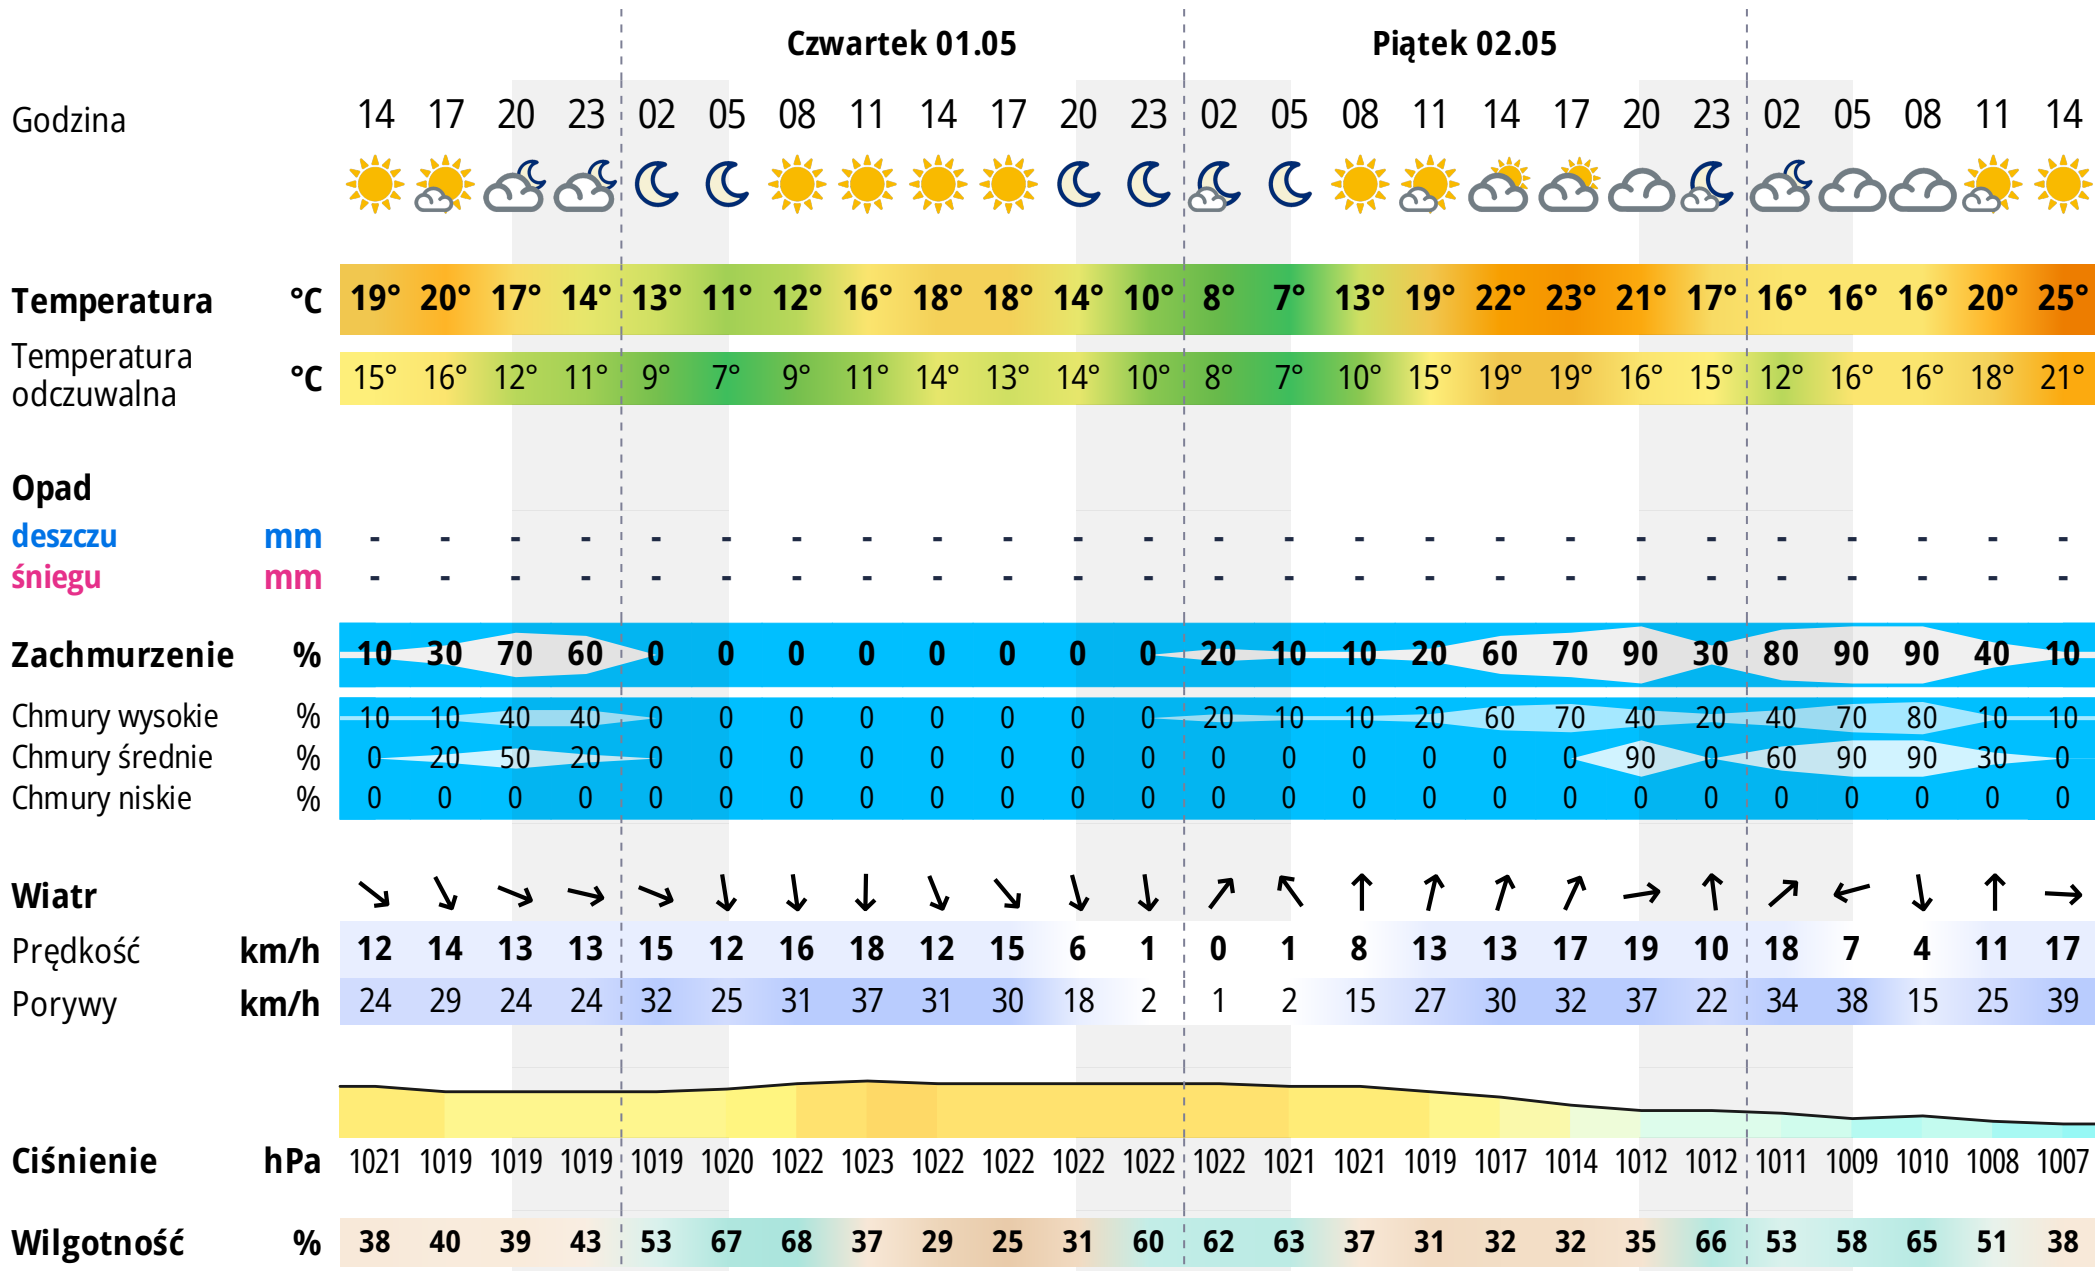 Czwartek 01.05 Piątek 02.05
Godzina 14 17 20 23 02 05 08 11 14 17 20 23 02 05 08 11 14 17 20 23 02 05 08 11 14
Temperatura °C 19° 20° 17° 14° 13° 11° 12° 16° 18° 18° 14° 10° 8° 7° 13° 19° 22° 23° 21° 17° 16° 16° 16° 20° 25°
Temperatura
odczuwalna °C 15° 16° 12° 11° 9° 7° 9° 11° 14° 13° 14° 10° 8° 7° 10° 15° 19° 19° 16° 15° 12° 16° 16° 18° 21°
Opad
deszczu mm - - - - - - - - - - - - - - - - - - - - - - - - -
śniegu mm - - - - - - - - - - - - - - - - - - - - - - - - -
Zachmurzenie % 10 30 70 60 0 0 0 0 0 0 0 0 20 10 10 20 60 70 90 30 80 90 90 40 10
Chmury wysokie % 10 10 40 40 0 0 0 0 0 0 0 0 20 10 10 20 60 70 40 20 40 70 80 10 10
Chmury średnie % 0 20 50 20 0 0 0 0 0 0 0 0 0 0 0 0 0 0 90 0 60 90 90 30 0
Chmury niskie % 0 0 0 0 0 0 0 0 0 0 0 0 0 0 0 0 0 0 0 0 0 0 0 0 0
Wiatr
Prędkość km/h 12 14 13 13 15 12 16 18 12 15 6 1 0 1 8 13 13 17 19 10 18 7 4 11 17
Porywy km/h 24 29 24 24 32 25 31 37 31 30 18 2 1 2 15 27 30 32 37 22 34 38 15 25 39
Ciśnienie hPa 1021 1019 1019 1019 1019 1020 1022 1023 1022 1022 1022 1022 1022 1021 1021 1019 1017 1014 1012 1012 1011 1009 1010 1008 1007
Wilgotność % 38 40 39 43 53 67 68 37 29 25 31 60 62 63 37 31 32 32 35 66 53 58 65 51 38